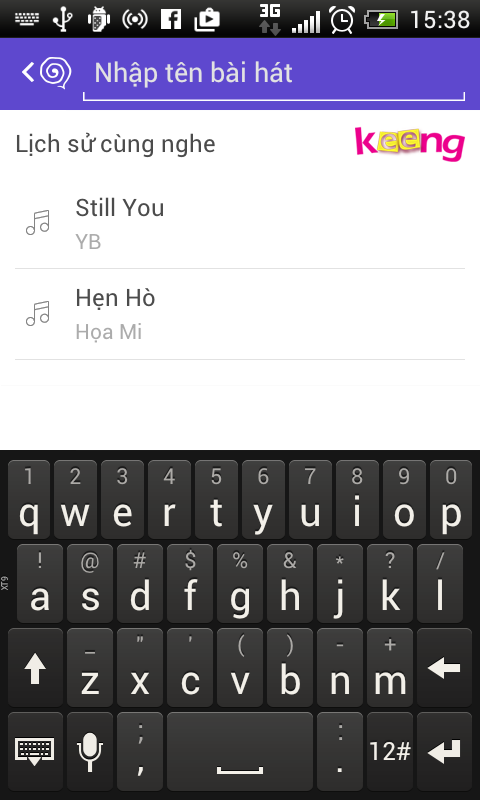 3G 15:38
Nhập tên bài hát
Lịch sử cùng nghe keeng
Still You
YB
Hẹn Hò
Họa Mi
1 2 3 4 5 6 7 8 9 0
q w e r t y u i o p
! @ # $ % & * ? /
a s d f g h j k l
XT9
_ " ' ( ) - +
z x c v b n m
; :
, . 12#